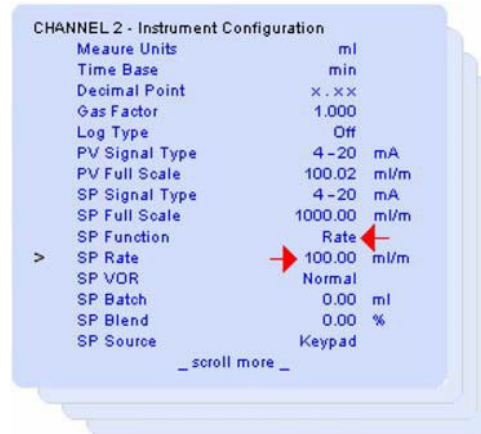 CHANNEL 2 - Instrument Configuration
Meaure Units ml
Time Base min
Decimal Point x.xx
Gas Factor 1.000
Log Type Off
PV Signal Type 4-20 mA
PV Full Scale 100.02 ml/m
SP Signal Type 4-20 mA
SP Full Scale 1000.00 ml/m
SP Function Rate
> SP Rate 100.00 ml/m
SP VOR Normal
SP Batch 0.00 ml
SP Blend 0.00 %
SP Source Keypad
_ scroll more _